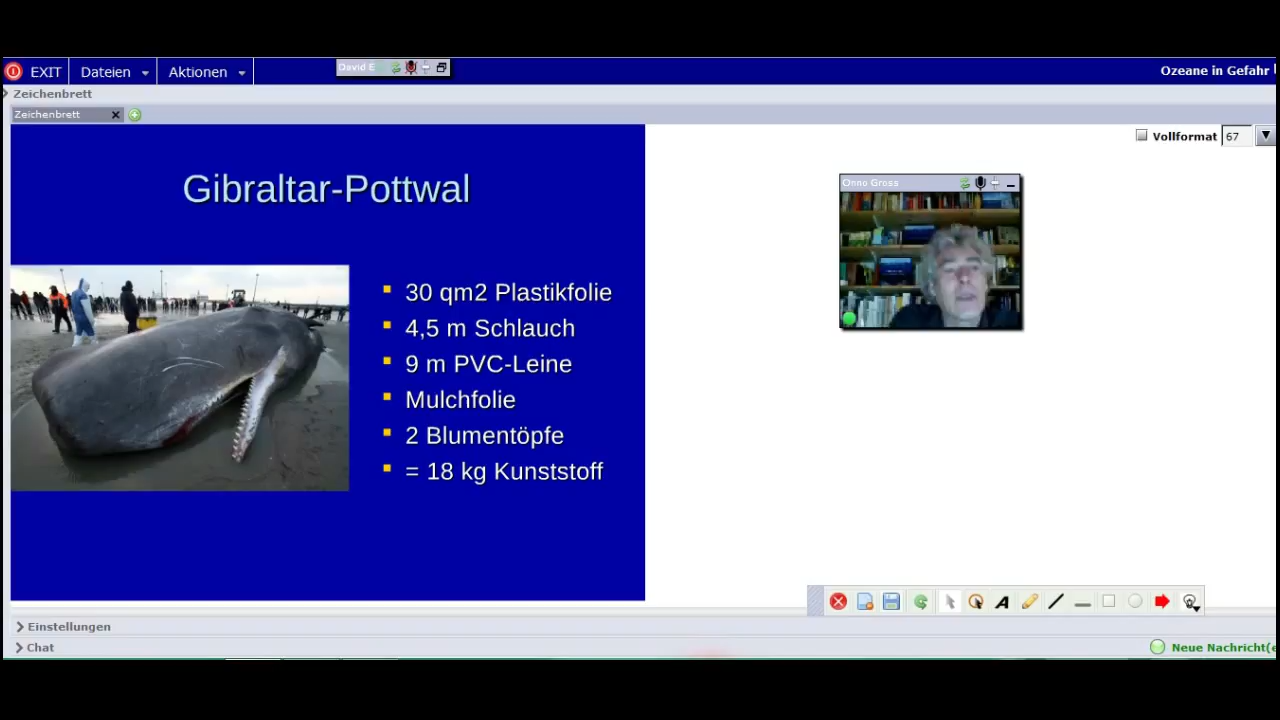 EXIT Dateien Aktionen David E Ozeane in Gefahr
Zeichenbrett
Zeichenbrett
Vollformat 67
Gibraltar-Pottwal
Onno Gross
30 qm2 Plastikfolie
4,5 m Schlauch
9 m PVC-Leine
Mulchfolie
2 Blumentöpfe
= 18 kg Kunststoff
A
Einstellungen
Chat
Neue Nachricht(e